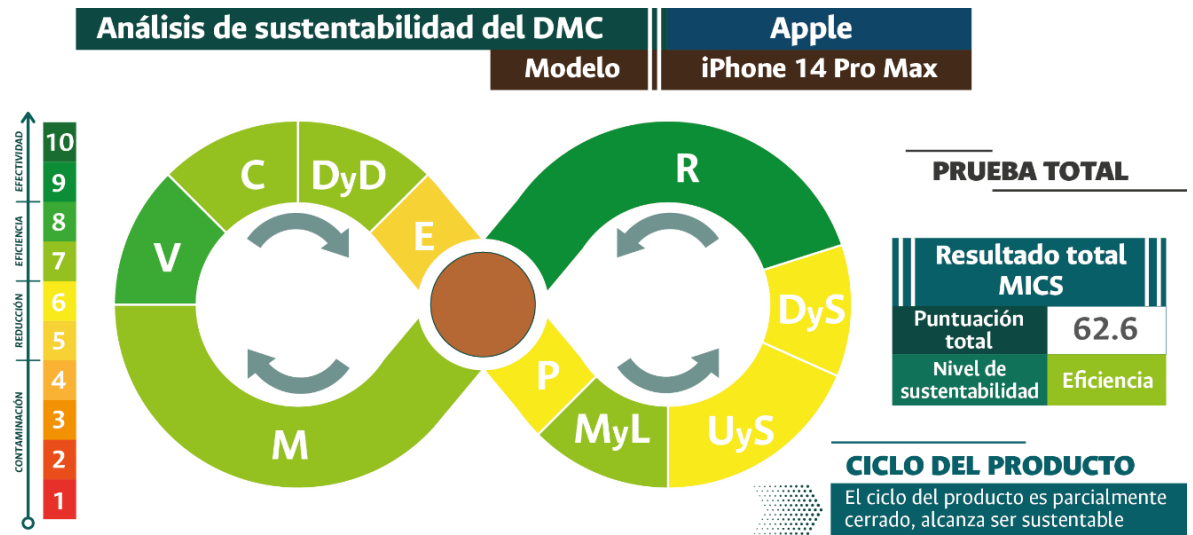 Análisis de sustentabilidad del DMC
Apple
Modelo
iPhone 14 Pro Max
EFECTIVIDAD
EFICIENCIA
REDUCCIÓN
CONTAMINACIÓN
10
9
8
7
6
5
4
3
2
1
V
C
DyD
E
M
R
DyS
UyS
MyL
P
PRUEBA TOTAL
Resultado total
MICS
Puntuación
total
62.6
Nivel de
sustentabilidad
Eficiencia
CICLO DEL PRODUCTO
El ciclo del producto es parcialmente
cerrado, alcanza ser sustentable